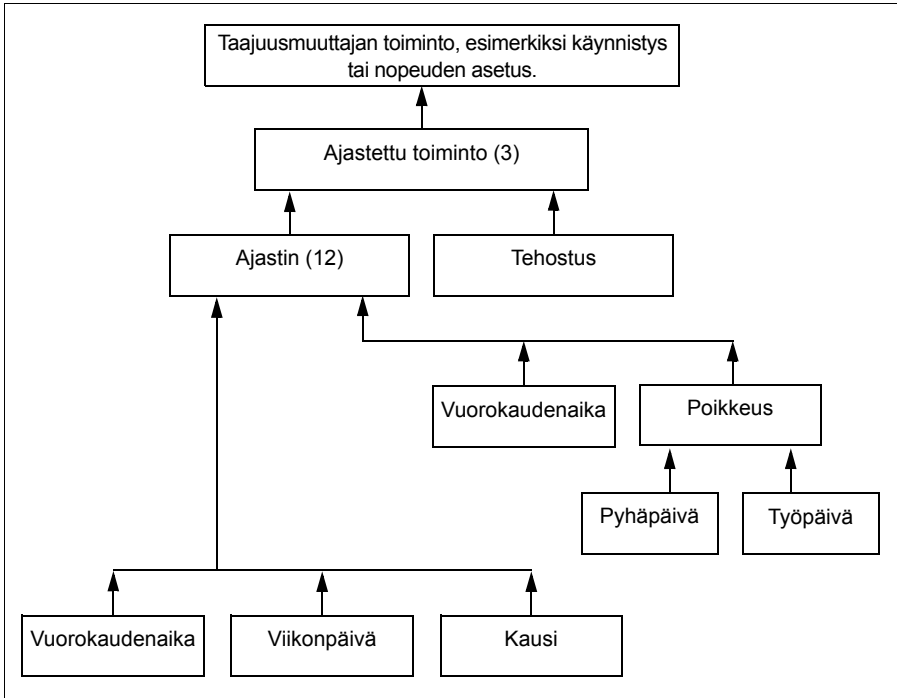 Taajuusmuuttajan toiminto, esimerkiksi käynnistys
tai nopeuden asetus.
Ajastettu toiminto (3)
Ajastin (12)
Tehostus
Vuorokaudenaika
Poikkeus
Pyhäpäivä
Työpäivä
Vuorokaudenaika
Viikonpäivä
Kausi